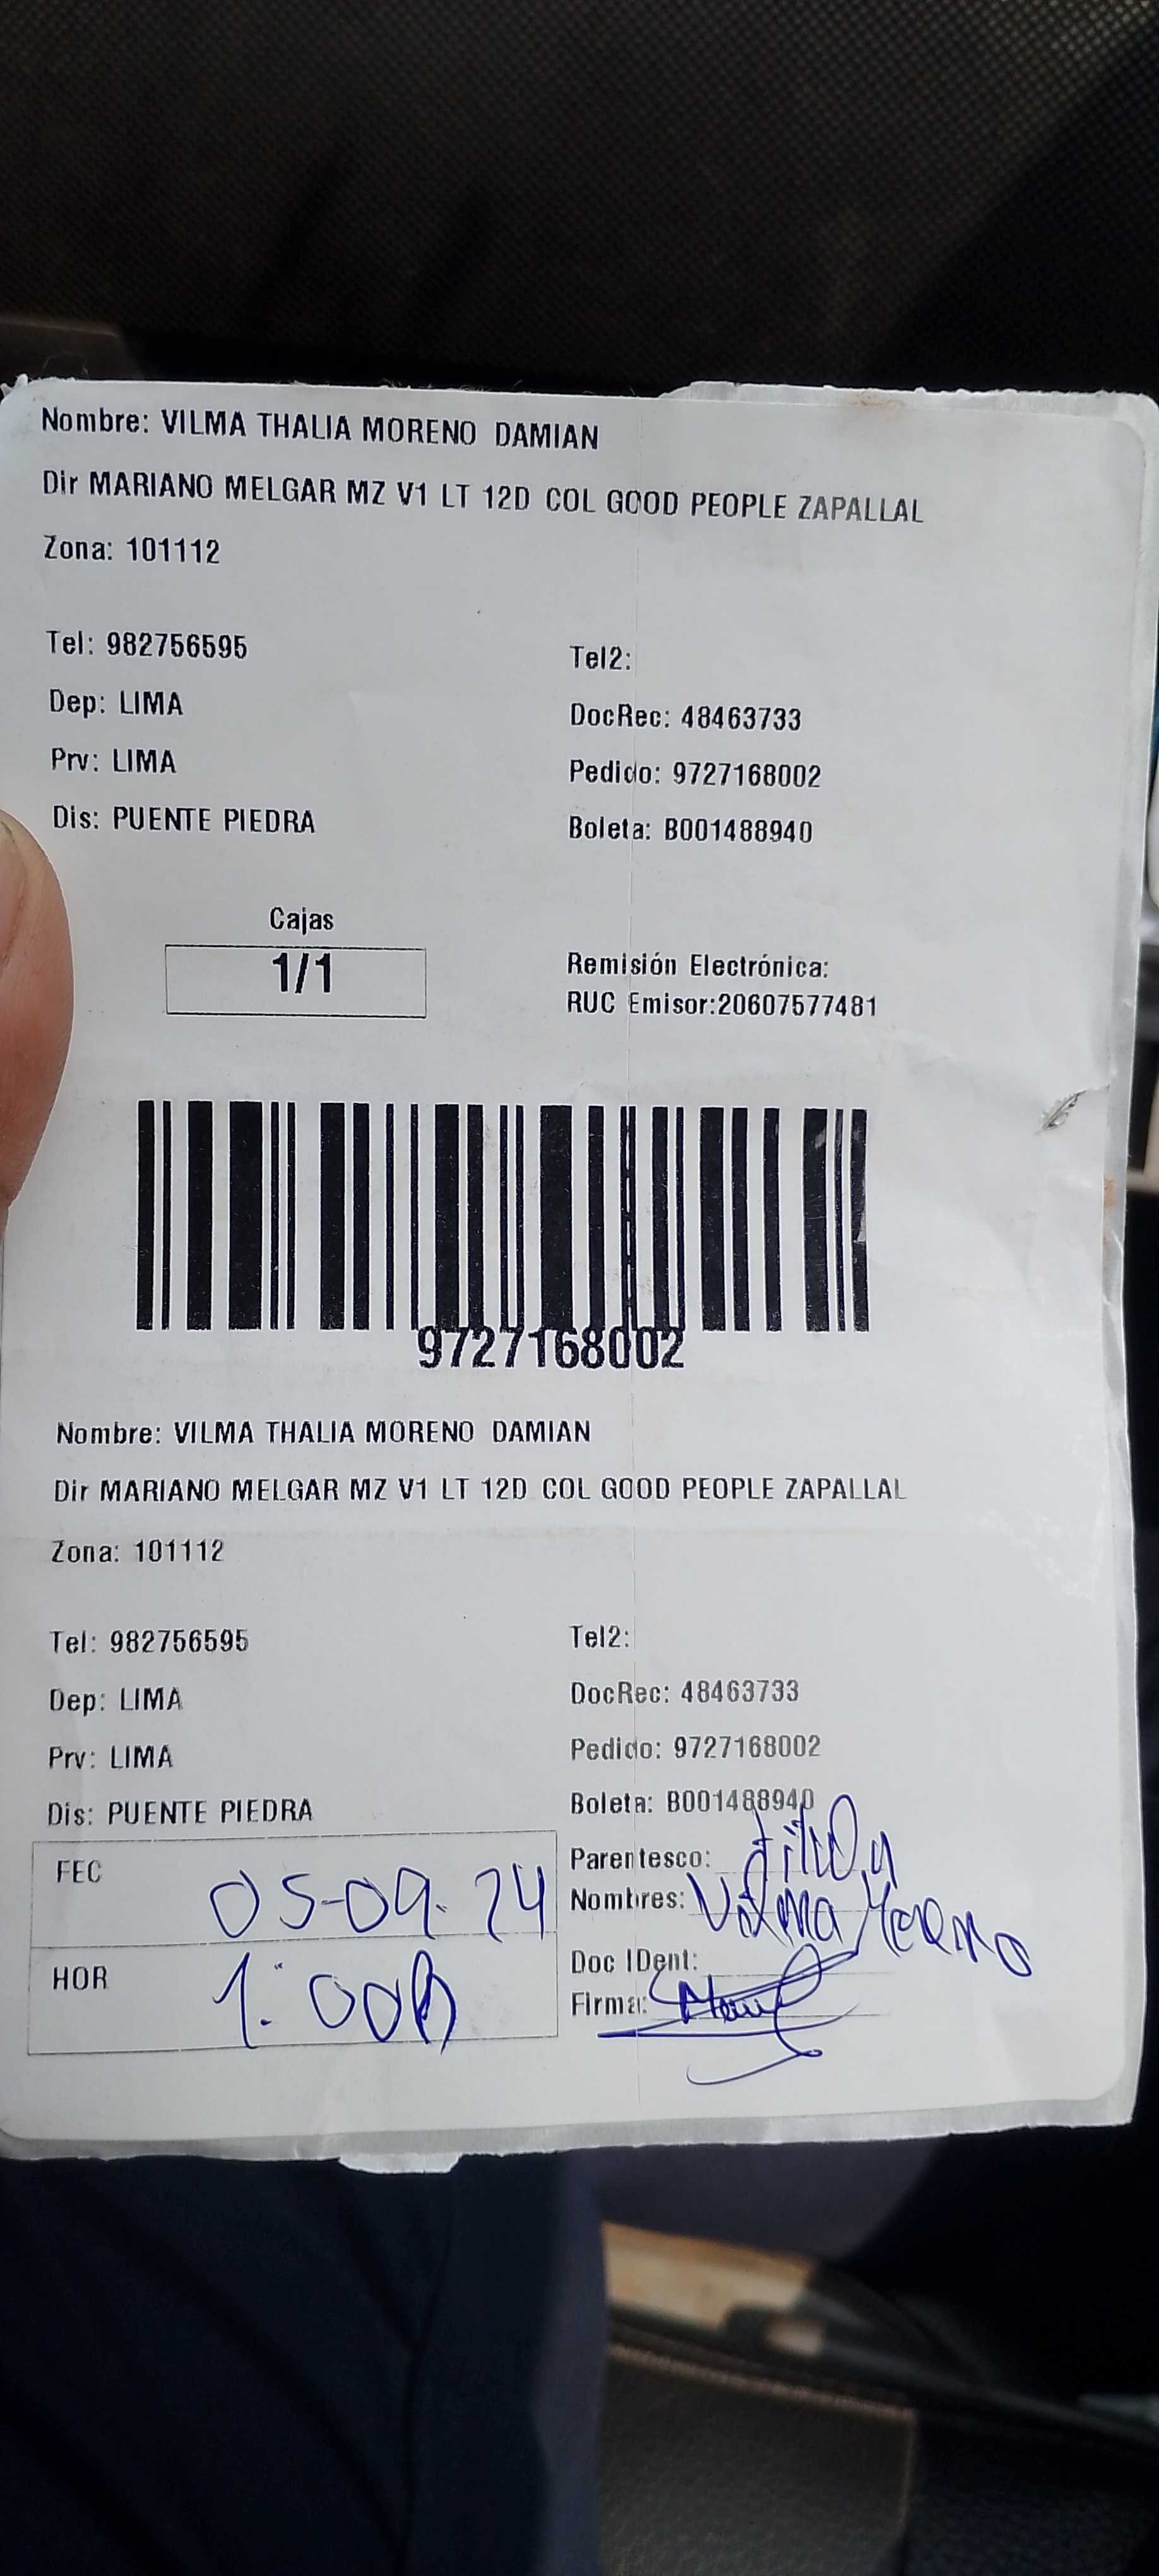 Nombre: VILMA THALIA MORENO DAMIAN
Dir MARIANO MELGAR MZ V1 LT 12D COL GOOD PEOPLE ZAPALLAL
Zona: 101112
Tel: 982756595
Tel2:
Dep: LIMA
DocRec: 48463733
Prv: LIMA
Pedido: 9727168002
Dis: PUENTE PIEDRA
Boleta: B001488940
Cajas
1/1
Remisión Electrónica:
RUC Emisor:20607577481
9727168002
Nombre: VILMA THALIA MORENO DAMIAN
Dir MARIANO MELGAR MZ V1 LT 12D COL GOOD PEOPLE ZAPALLAL
Zona: 101112
Tel: 982756595
Tel2:
Dep: LIMA
DocRec: 48463733
Prv: LIMA
Pedido: 9727168002
Dis: PUENTE PIEDRA
Boleta: B001488940
FEC 05-09-24
Parentesco:
Nombres: Vilma Moreno
HOR 1:00
Doc IDent:
Firma: